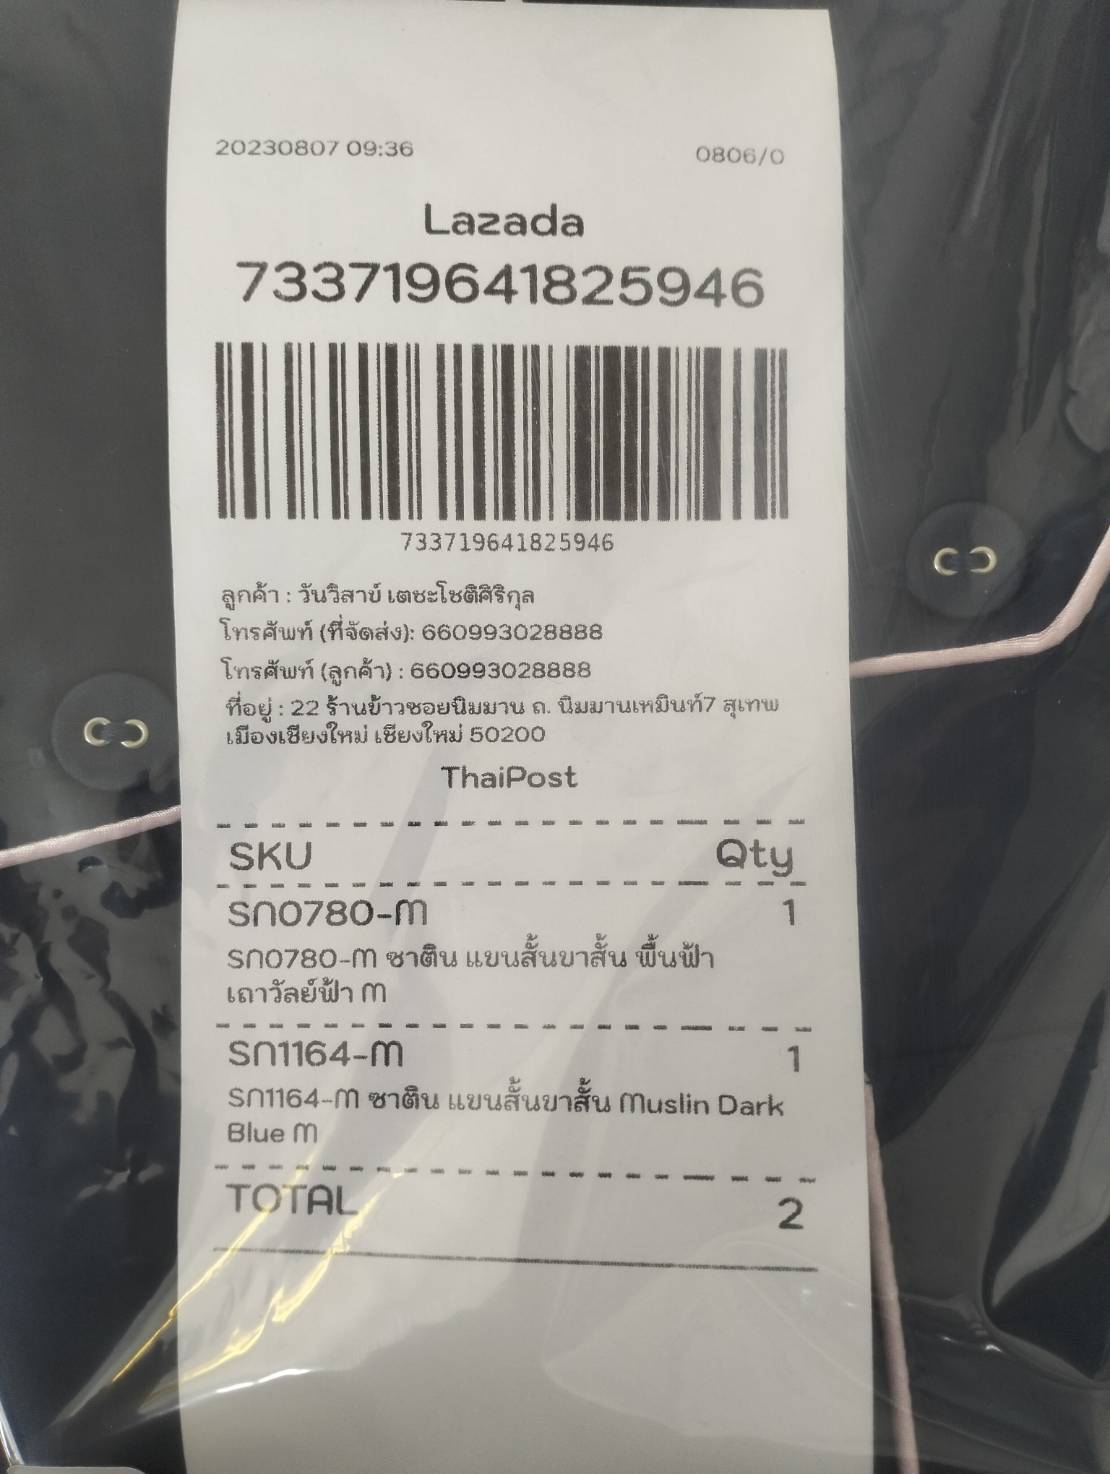 20230807 09:36 0806/0
Lazada
733719641825946
733719641825946
ลูกค้า : วันวิสาข์ เตชะโชติศิริกุล
โทรศัพท์ (ที่จัดส่ง): 660993028888
โทรศัพท์ (ลูกค้า) : 660993028888
ที่อยู่ : 22 ร้านข้าวซอยนิมมาน ถ. นิมมานเหมินท์7 สุเทพ
เมืองเชียงใหม่ เชียงใหม่ 50200
ThaiPost
SKU Qty
SN0780-M 1
SN0780-M ซาติน แขนสั้นขาสั้น พื้นฟ้า
เถาวัลย์ฟ้า M
SN1164-M 1
SN1164-M ซาติน แขนสั้นขาสั้น Muslin Dark
Blue M
TOTAL 2